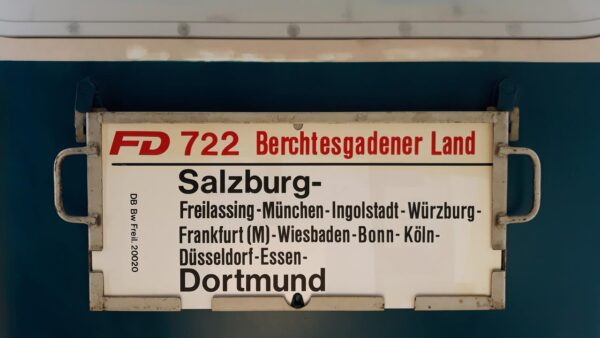 FD 722 Berchtesgadener Land
Salzburg-
Freilassing-München-Ingolstadt-Würzburg-
Frankfurt (M)-Wiesbaden-Bonn-Köln-
Düsseldorf-Essen-
Dortmund
DB Bw Freil. 20020